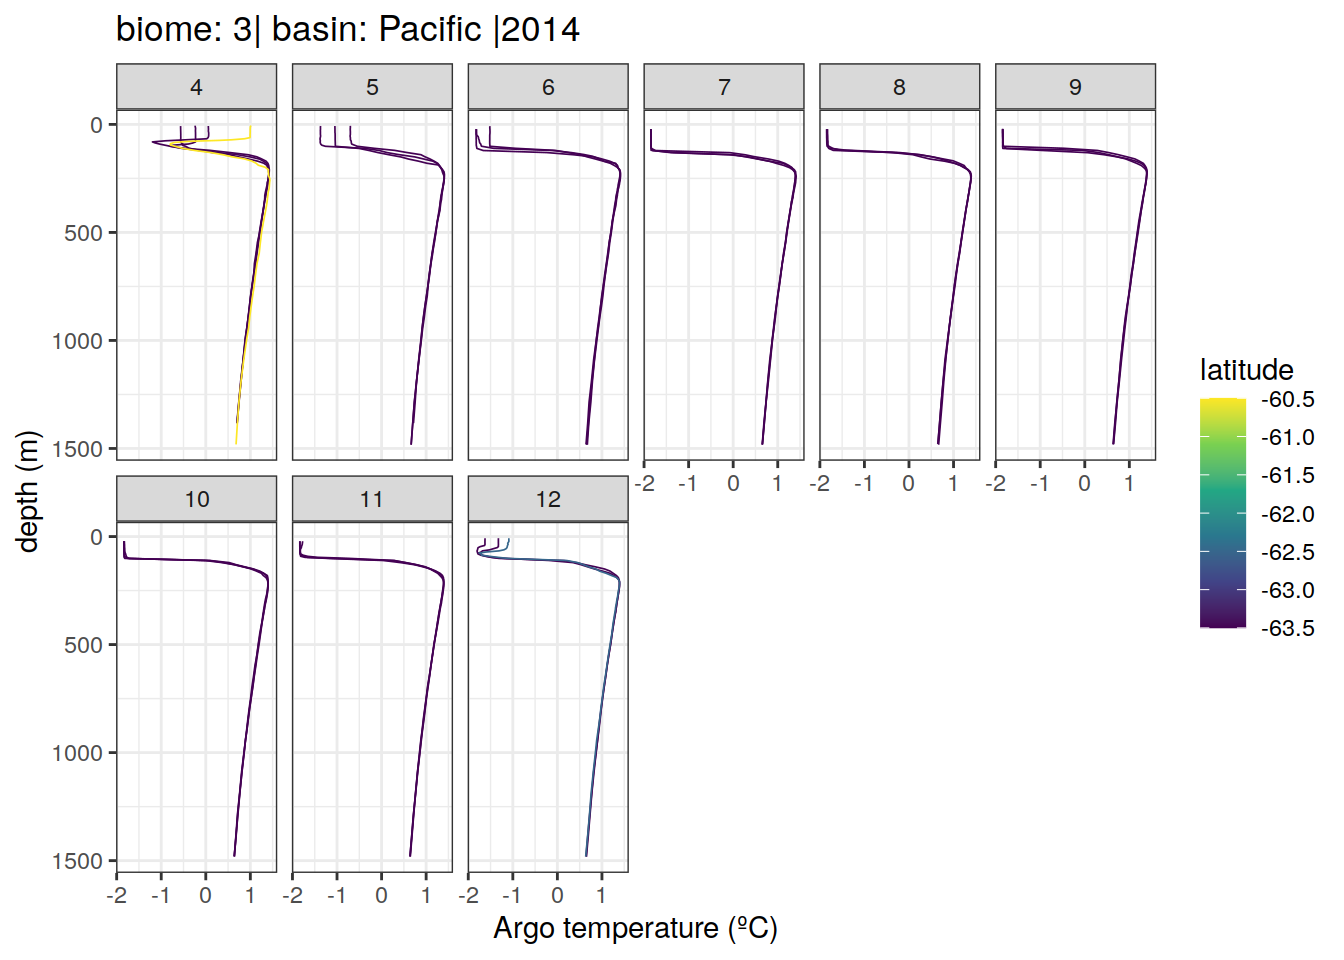 biome: 3| basin: Pacific |2014
4 5 6 7 8 9
0
500
1000
1500
-2 -1 0 1 -2 -1 0 1 -2 -1 0 1
10 11 12
0
500
1000
1500
-2 -1 0 1 -2 -1 0 1 -2 -1 0 1
depth (m)
Argo temperature (ºC)
latitude
-60.5
-61.0
-61.5
-62.0
-62.5
-63.0
-63.5